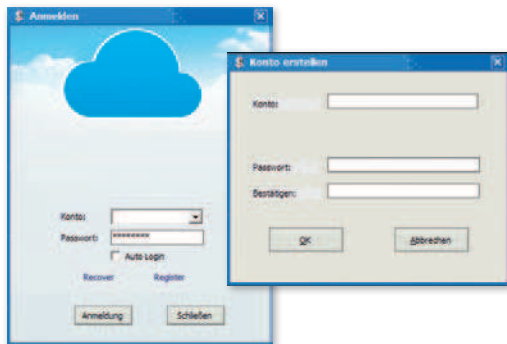 Anmelden
Konto:
Passwort: ********
Auto Login
Recover Register
Anmeldung Schließen
Konto erstellen
Konto:
Passwort:
Bestätigen:
OK Abbrechen